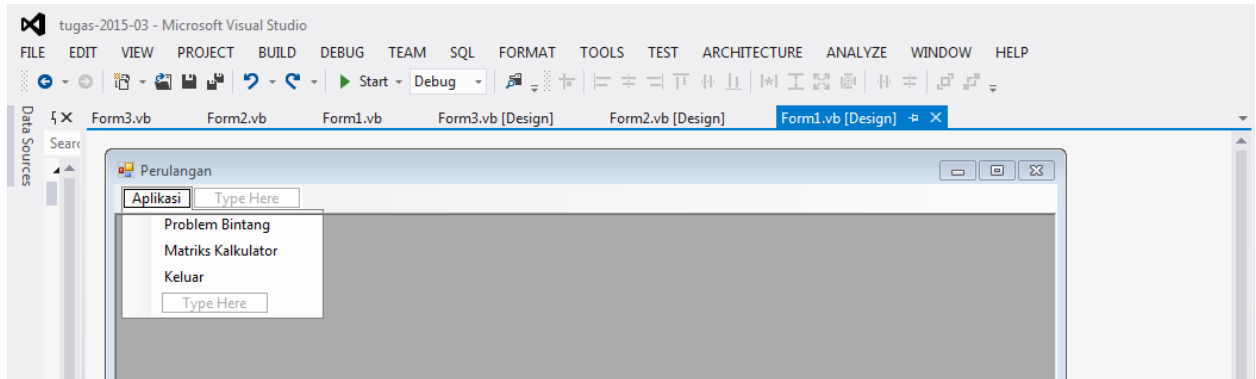 tugas-2015-03 - Microsoft Visual Studio
FILE EDIT VIEW PROJECT BUILD DEBUG TEAM SQL FORMAT TOOLS TEST ARCHITECTURE ANALYZE WINDOW HELP
Start Debug
Data Sources
Form3.vb Form2.vb Form1.vb Form3.vb [Design] Form2.vb [Design] Form1.vb [Design]
Searc
Perulangan
Aplikasi Type Here
Problem Bintang
Matriks Kalkulator
Keluar
Type Here